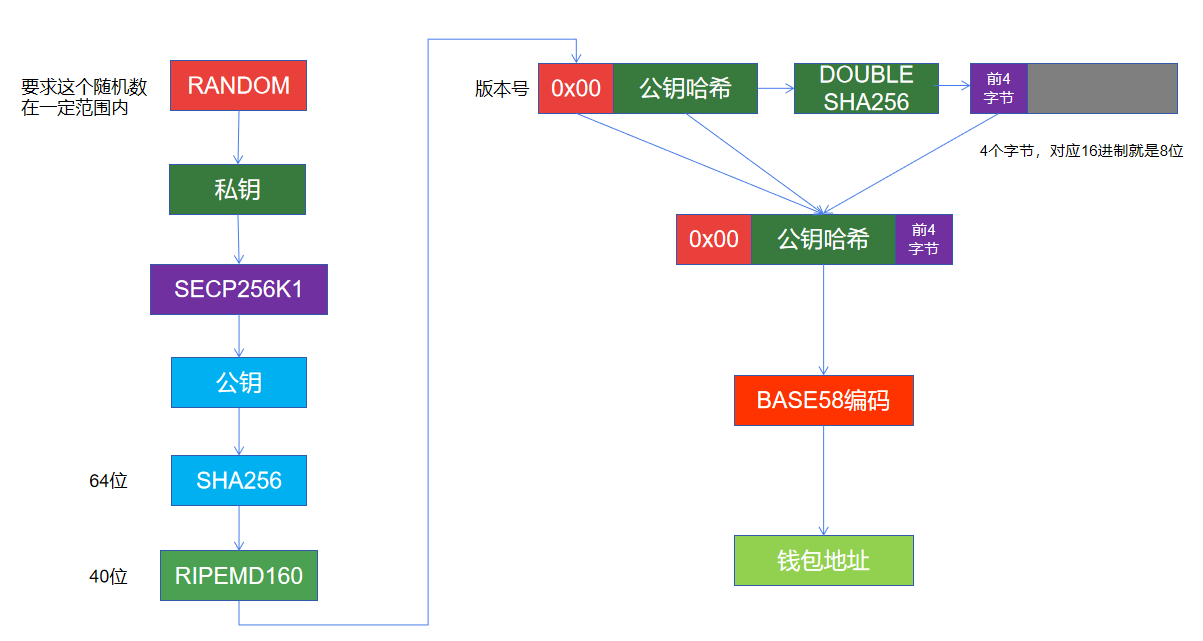 要求这个随机数
在一定范围内
RANDOM
私钥
SECP256K1
公钥
64位
SHA256
40位
RIPEMD160
版本号
0x00
公钥哈希
DOUBLE
SHA256
前4
字节
4个字节，对应16进制就是8位
0x00
公钥哈希
前4
字节
BASE58编码
钱包地址